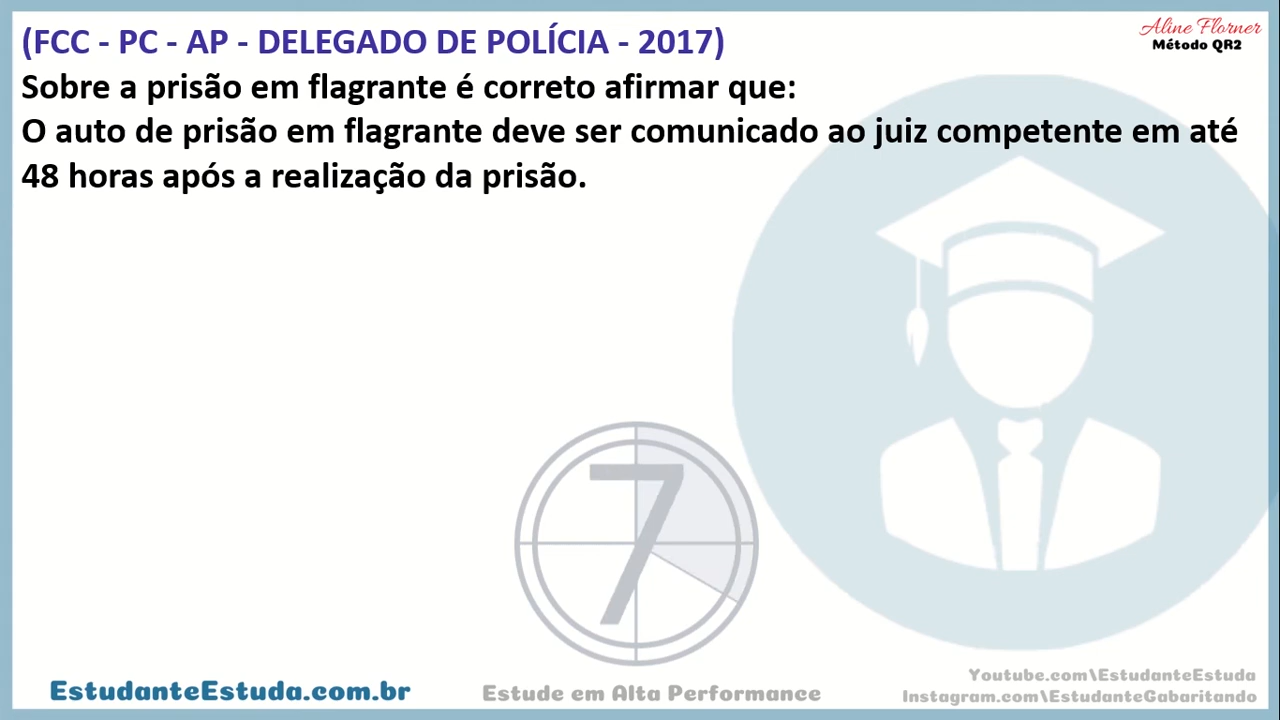 (FCC - PC - AP - DELEGADO DE POLÍCIA - 2017)
Aline Florner
Método QR2
Sobre a prisão em flagrante é correto afirmar que:
O auto de prisão em flagrante deve ser comunicado ao juiz competente em até
48 horas após a realização da prisão.
7
EstudanteEstuda.com.br
Estude em Alta Performance
Youtube.com\EstudanteEstuda
Instagram.com\EstudanteGabaritando